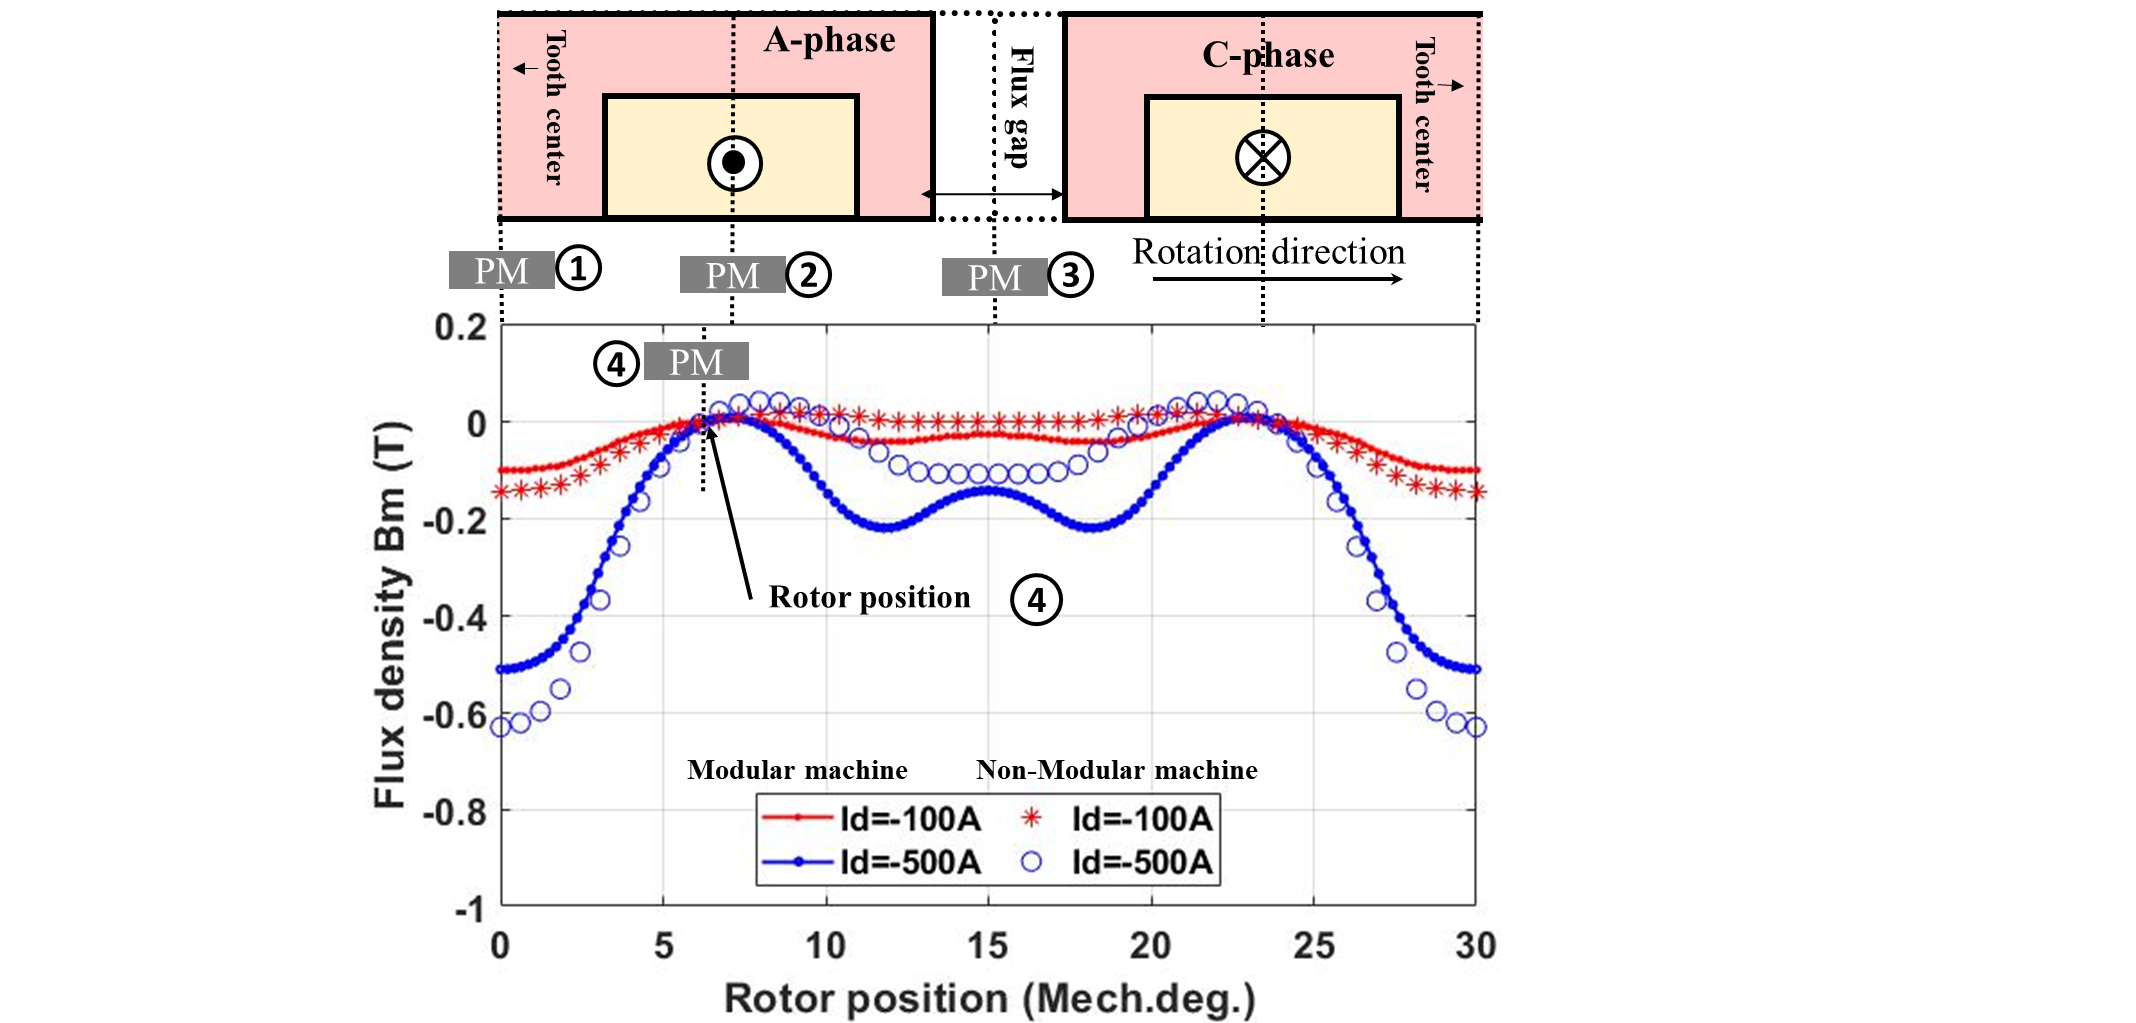 A-phase
C-phase
Tooth center
Flux gap
Tooth center
Rotation direction
PM 1
PM 2
PM 3
4 PM
0.2
0
-0.2
-0.4
-0.6
-0.8
-1
Flux density Bm (T)
Rotor position 4
Modular machine Non-Modular machine
Id=-100A Id=-100A
Id=-500A Id=-500A
0 5 10 15 20 25 30
Rotor position (Mech.deg.)